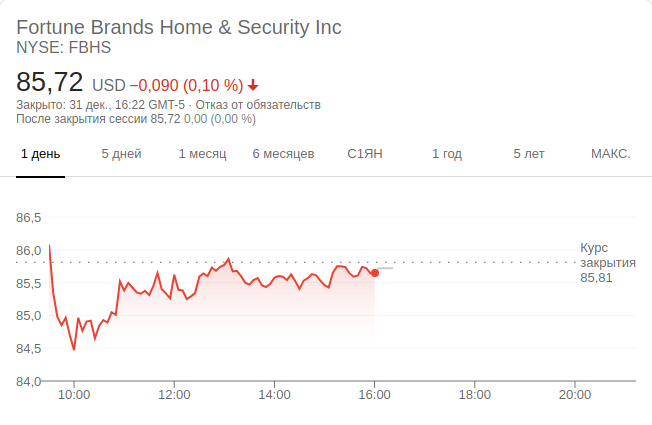 Fortune Brands Home & Security Inc
NYSE: FBHS
85,72 USD −0,090 (0,10 %)
Закрыто: 31 дек., 16:22 GMT-5 · Отказ от обязательств
После закрытия сессии 85,72 0,00 (0,00 %)
1 день 5 дней 1 месяц 6 месяцев С1ЯН 1 год 5 лет МАКС.
86,5
86,0
85,5
85,0
84,5
84,0
Курс
закрытия
85,81
10:00 12:00 14:00 16:00 18:00 20:00